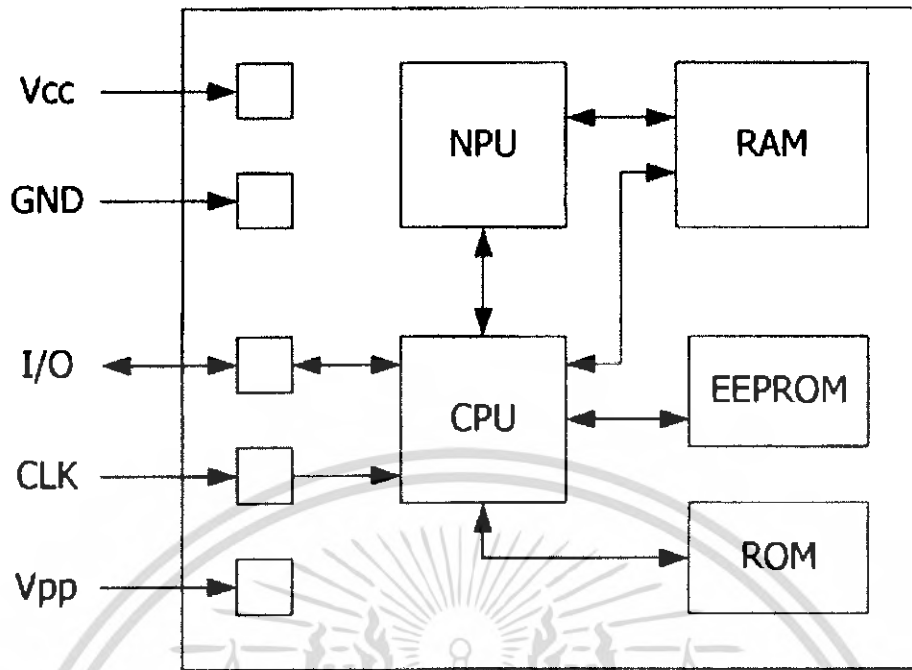 Vcc
GND
I/O
CLK
Vpp
NPU
RAM
CPU
EEPROM
ROM